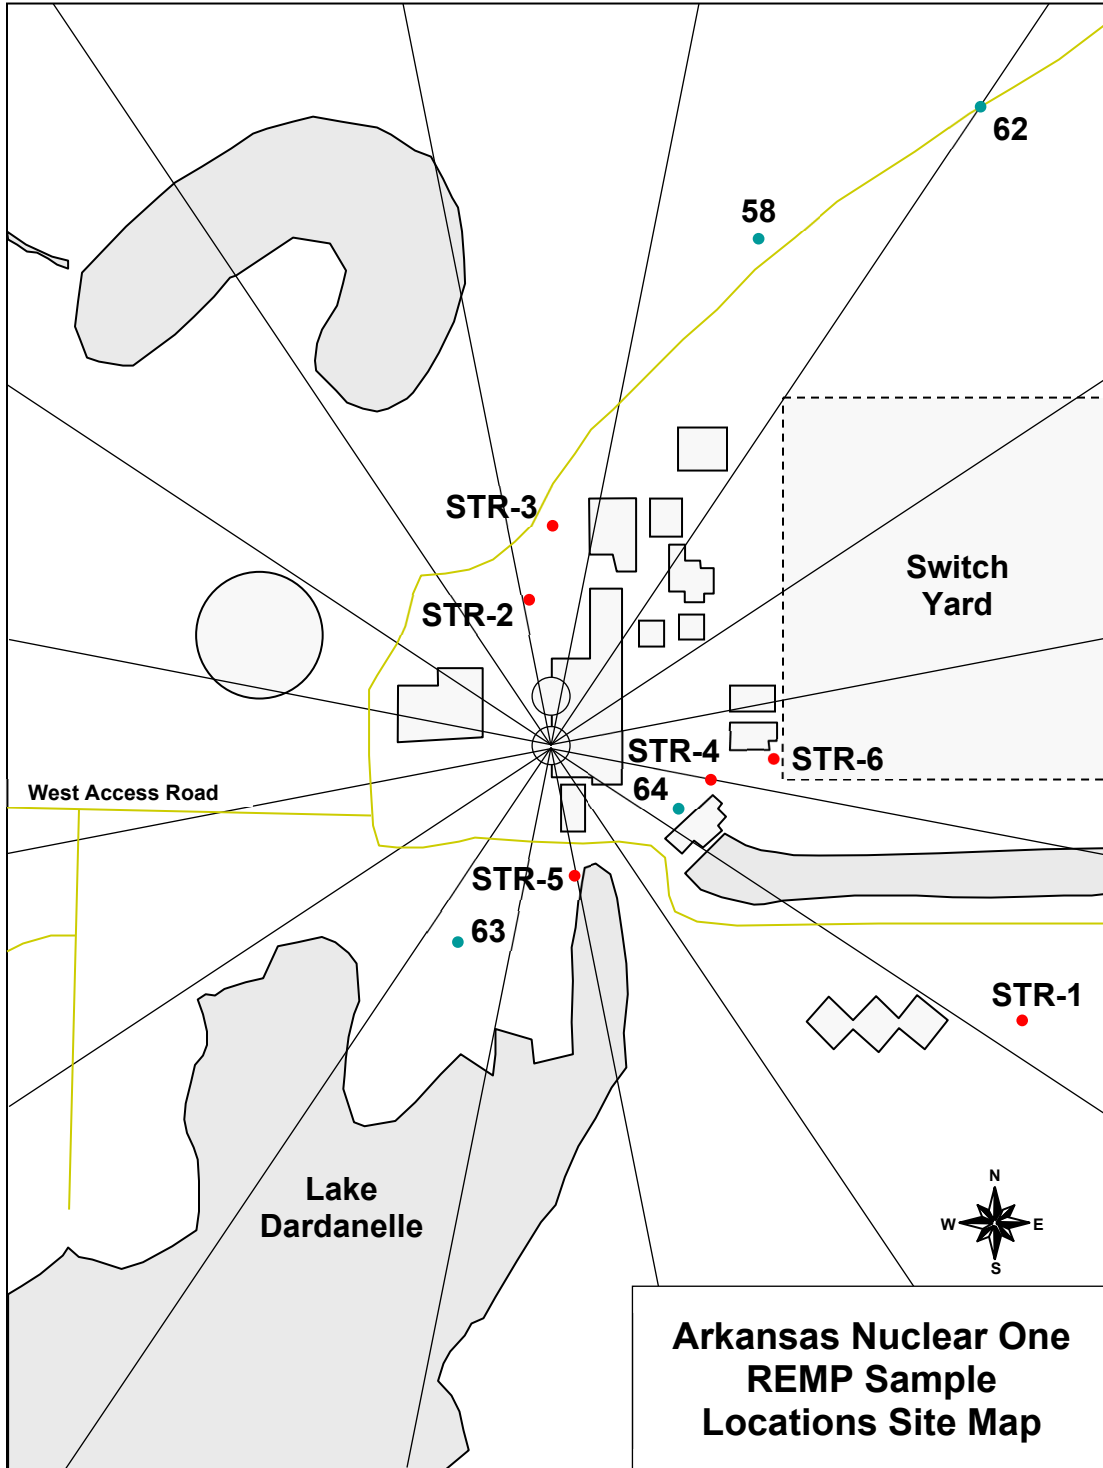 62
58
STR-3
Switch
Yard
STR-2
STR-4
STR-6
64
West Access Road
STR-5
63
STR-1
N
W
E
S
Lake
Dardanelle
Arkansas Nuclear One
REMP Sample
Locations Site Map